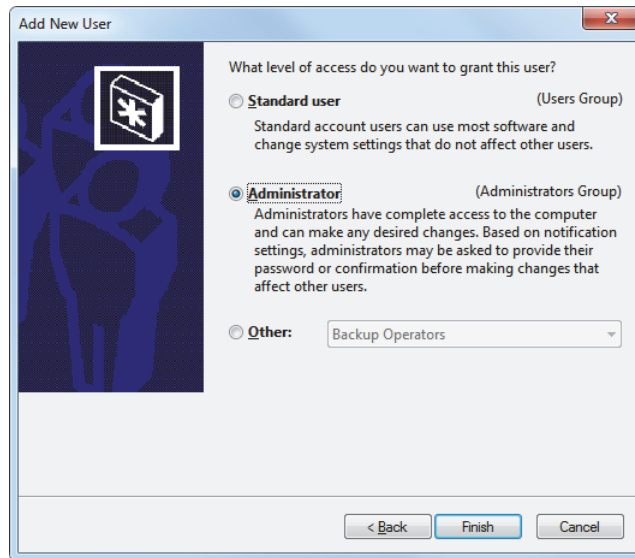 Add New User
What level of access do you want to grant this user?
Standard user (Users Group)
Standard account users can use most software and
change system settings that do not affect other users.
Administrator (Administrators Group)
Administrators have complete access to the computer
and can make any desired changes. Based on notification
settings, administrators may be asked to provide their
password or confirmation before making changes that
affect other users.
Other: Backup Operators
< Back Finish Cancel